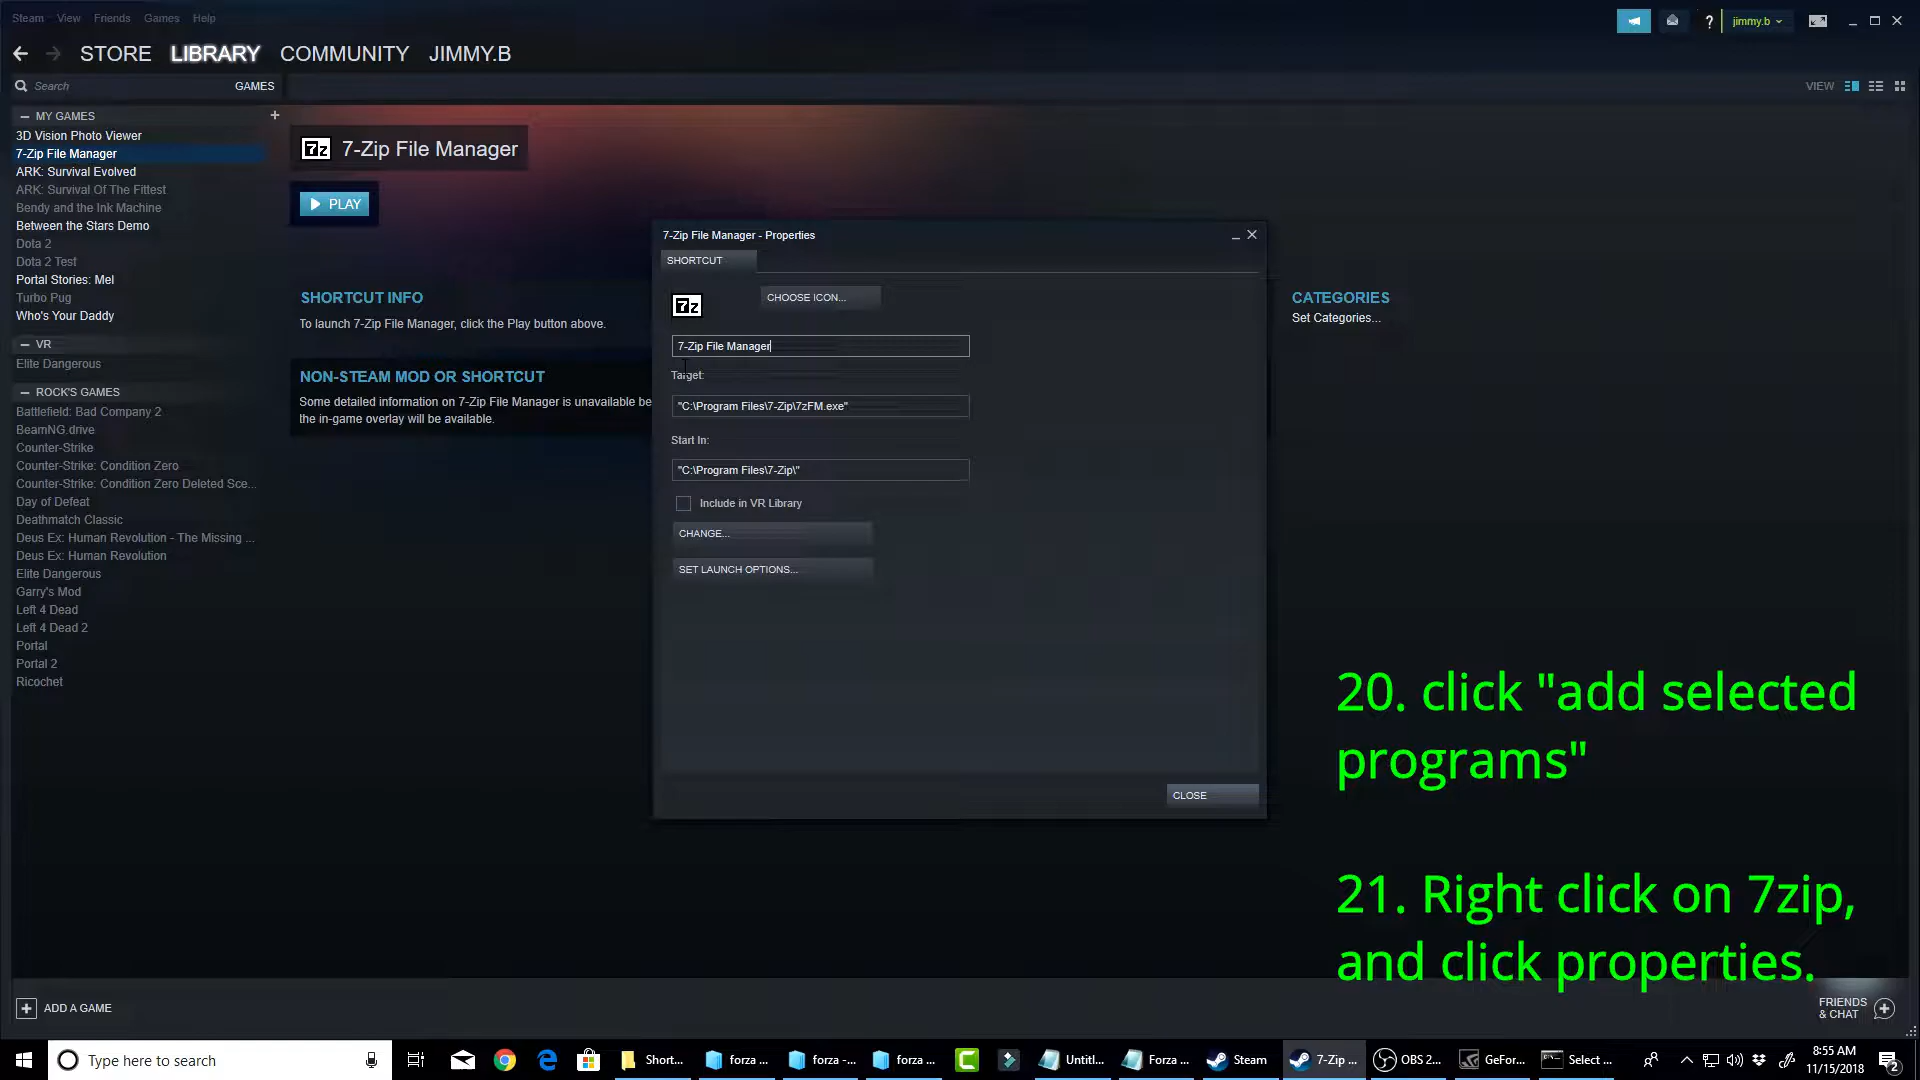 Steam View Friends Games Help
jimmy.b
STORE LIBRARY COMMUNITY JIMMY.B
Search GAMES
VIEW
MY GAMES
3D Vision Photo Viewer
7-Zip File Manager
ARK: Survival Evolved
ARK: Survival Of The Fittest
Bendy and the Ink Machine
Between the Stars Demo
Dota 2
Dota 2 Test
Portal Stories: Mel
Turbo Pug
Who's Your Daddy
VR
Elite Dangerous
ROCK'S GAMES
Battlefield: Bad Company 2
BeamNG.drive
Counter-Strike
Counter-Strike: Condition Zero
Counter-Strike: Condition Zero Deleted Sce...
Day of Defeat
Deathmatch Classic
Deus Ex: Human Revolution - The Missing ...
Deus Ex: Human Revolution
Elite Dangerous
Garry's Mod
Left 4 Dead
Left 4 Dead 2
Portal
Portal 2
Ricochet
7z 7-Zip File Manager
PLAY
SHORTCUT INFO
To launch 7-Zip File Manager, click the Play button above.
NON-STEAM MOD OR SHORTCUT
Some detailed information on 7-Zip File Manager is unavailable be
the in-game overlay will be available.
7-Zip File Manager - Properties
SHORTCUT
7z
CHOOSE ICON...
7-Zip File Manager
Target:
"C:\Program Files\7-Zip\7zFM.exe"
Start In:
"C:\Program Files\7-Zip\"
Include in VR Library
CHANGE...
SET LAUNCH OPTIONS...
CLOSE
CATEGORIES
Set Categories...
20. click "add selected
programs"
21. Right click on 7zip,
and click properties.
ADD A GAME
FRIENDS
& CHAT
Type here to search
Short...
forza ...
forza -...
forza ...
Untitl...
Forza ...
Steam
7-Zip ...
OBS 2...
GeFor...
Select ...
8:55 AM
11/15/2018
2